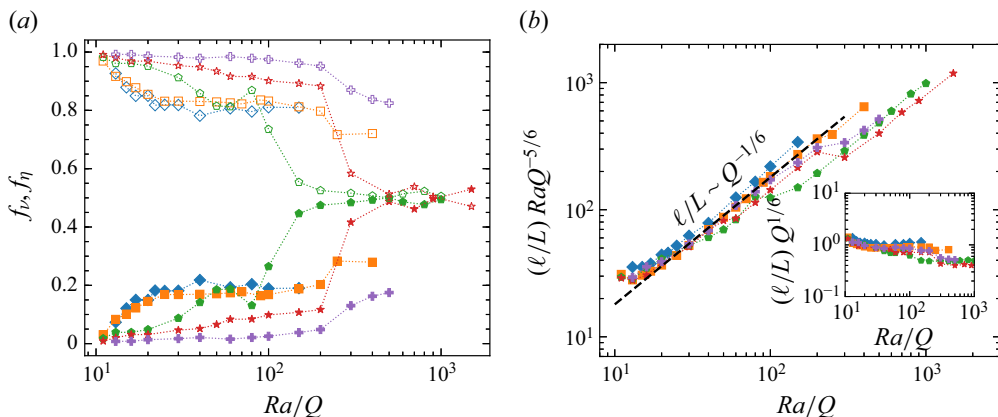 (a)
1.0
0.8
0.6
0.4
0.2
0
f_ν, f_η
10^1
10^2
10^3
Ra/Q
(b)
10^3
10^2
10^1
(ℓ/L) RaQ^{-5/6}
ℓ/L ~ Q^{-1/6}
10^1
10^2
10^3
Ra/Q
10^1
10^0
10^{-1}
(ℓ/L) Q^{1/6}
10^1
10^2
10^3
Ra/Q